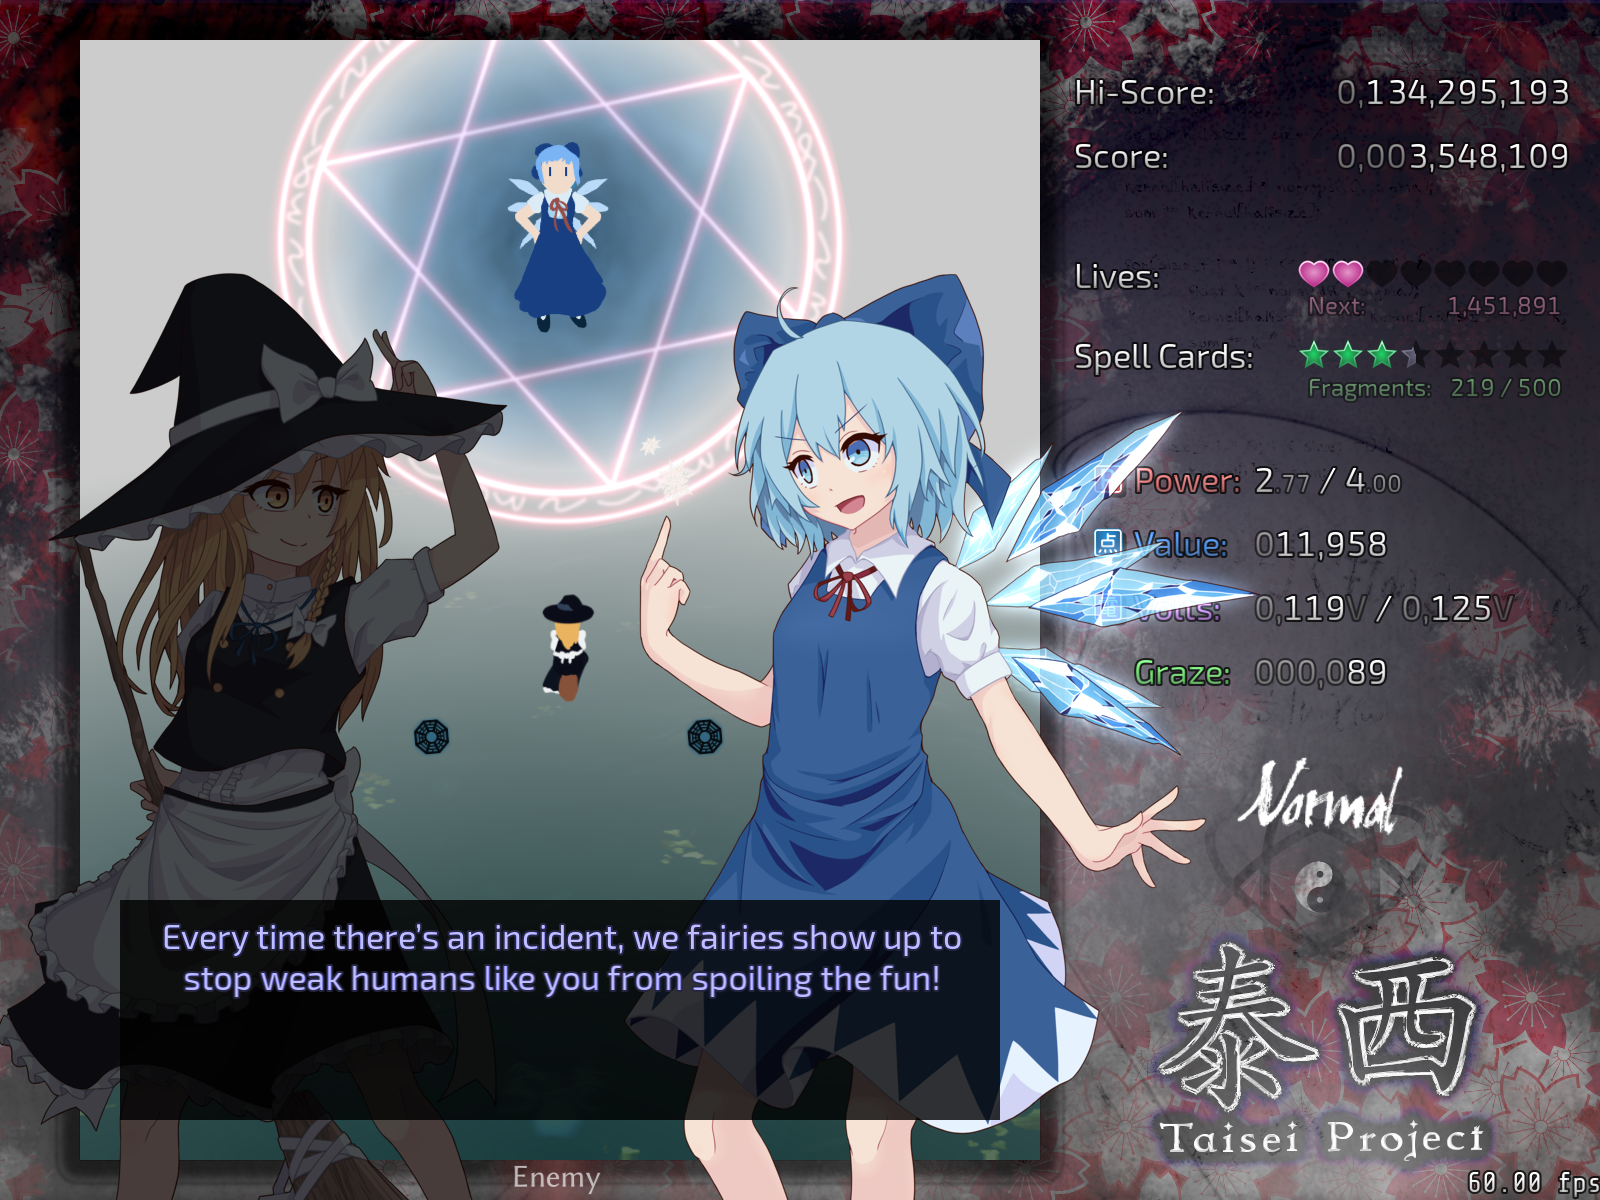 Hi-Score: 0,134,295,193
Score: 0,003,548,109
Lives:
Next: 1,451,891
Spell Cards:
Fragments: 219 / 500
Power: 2.77 / 4.00
点 Value: 011,958
Volts: 0,119V / 0,125V
Graze: 000,089
Normal
Every time there's an incident, we fairies show up to
stop weak humans like you from spoiling the fun!
泰西
Taisei Project
Enemy
60.00 fps